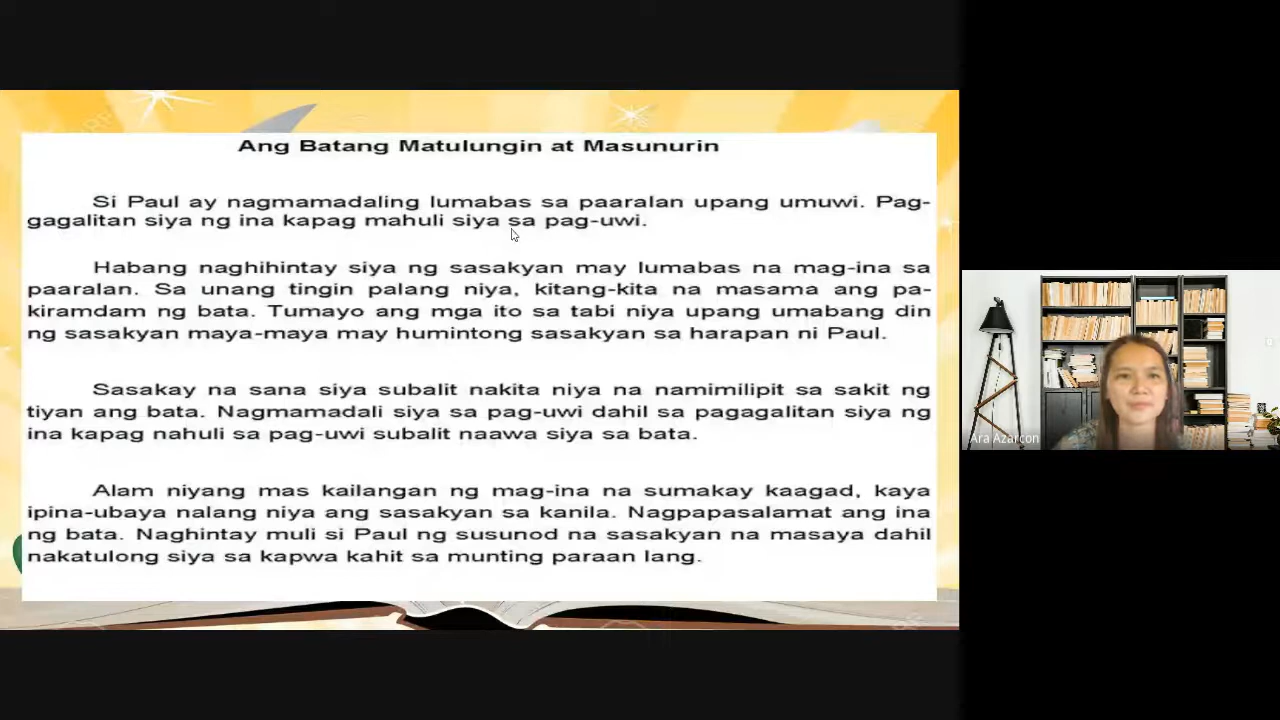 Ang Batang Matulungin at Masunurin
Si Paul ay nagmamadaling lumabas sa paaralan upang umuwi. Pag-
gagalitan siya ng ina kapag mahuli siya sa pag-uwi.
Habang naghihintay siya ng sasakyan may lumabas na mag-ina sa
paaralan. Sa unang tingin palang niya, kitang-kita na masama ang pa-
kiramdam ng bata. Tumayo ang mga ito sa tabi niya upang umabang din
ng sasakyan maya-maya may humintong sasakyan sa harapan ni Paul.
Sasakay na sana siya subalit nakita niya na namimilipit sa sakit ng
tiyan ang bata. Nagmamadali siya sa pag-uwi dahil sa pagagalitan siya ng
ina kapag nahuli sa pag-uwi subalit naawa siya sa bata.
Alam niyang mas kailangan ng mag-ina na sumakay kaagad, kaya
ipina-ubaya nalang niya ang sasakyan sa kanila. Nagpapasalamat ang ina
ng bata. Naghintay muli si Paul ng susunod na sasakyan na masaya dahil
nakatulong siya sa kapwa kahit sa munting paraan lang.
Ara Azarcon